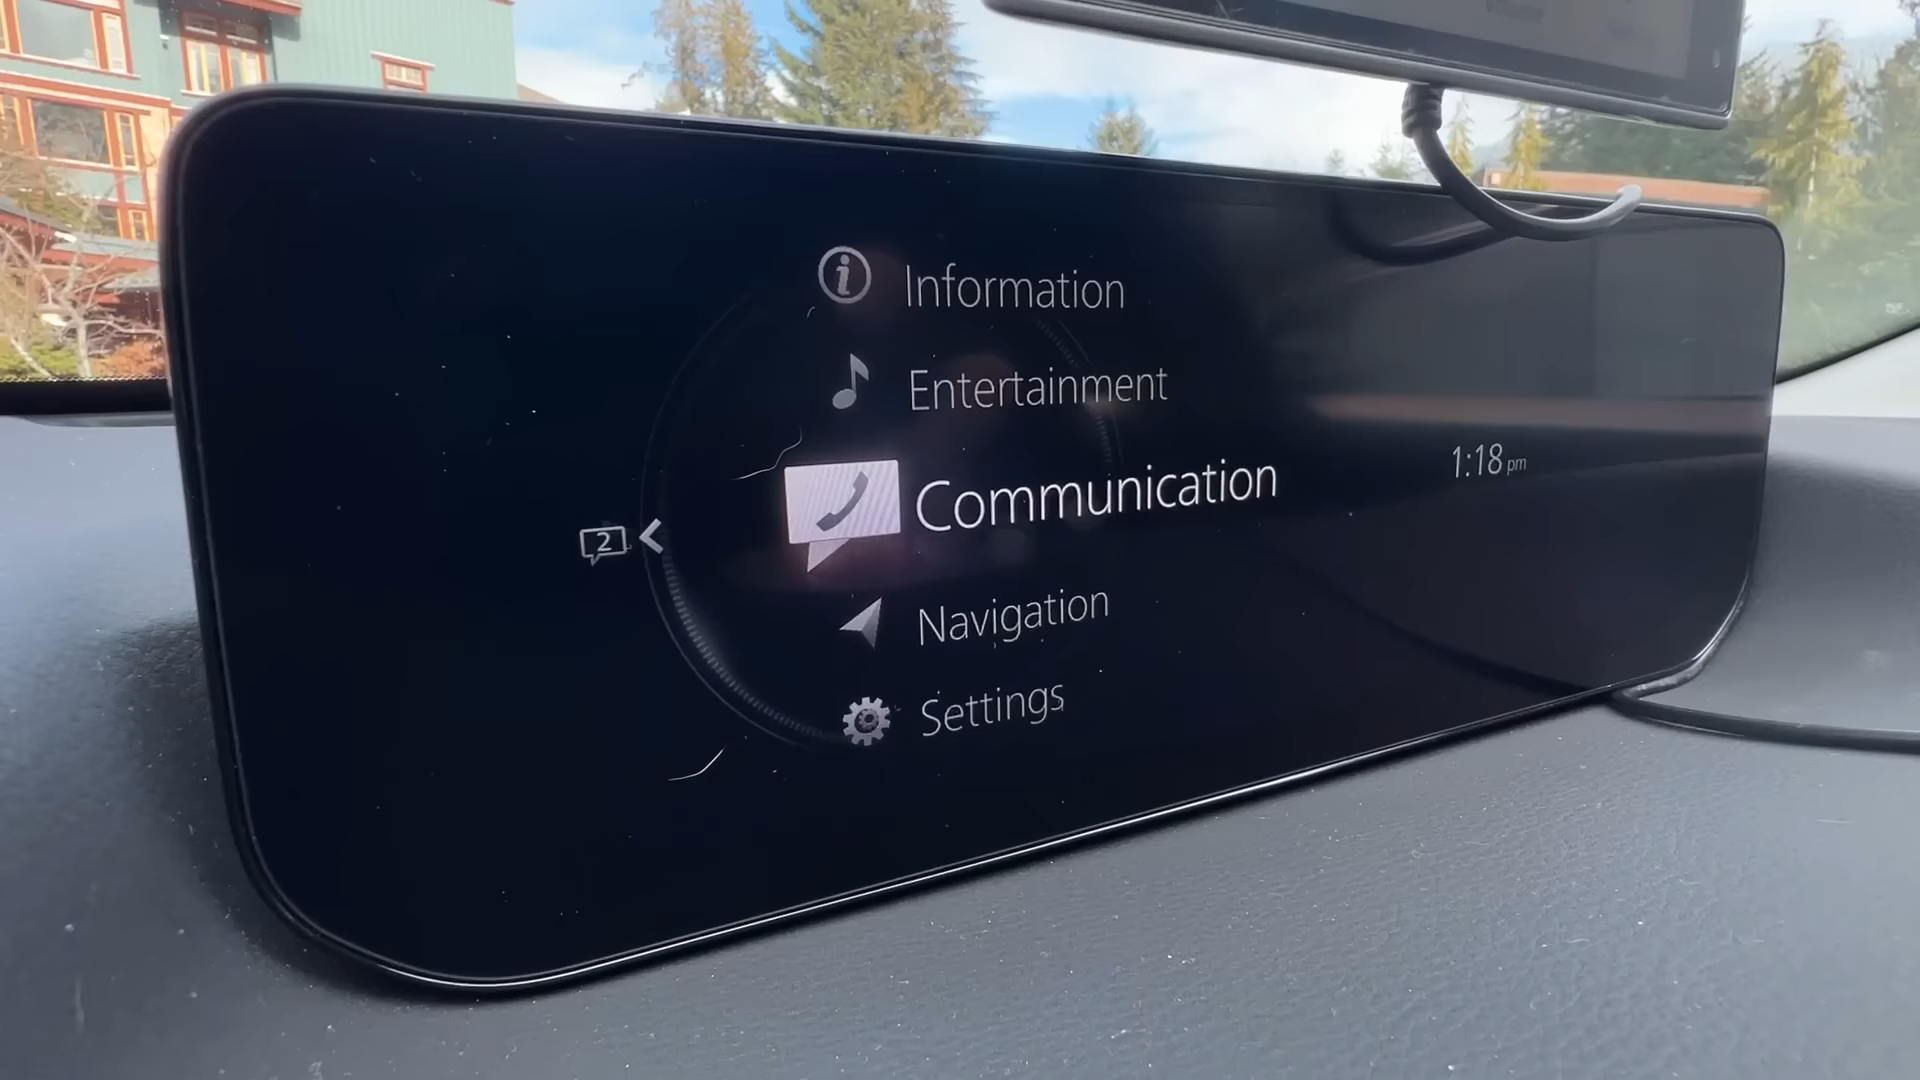 Information
Entertainment
2
Communication
1:18 pm
Navigation
Settings